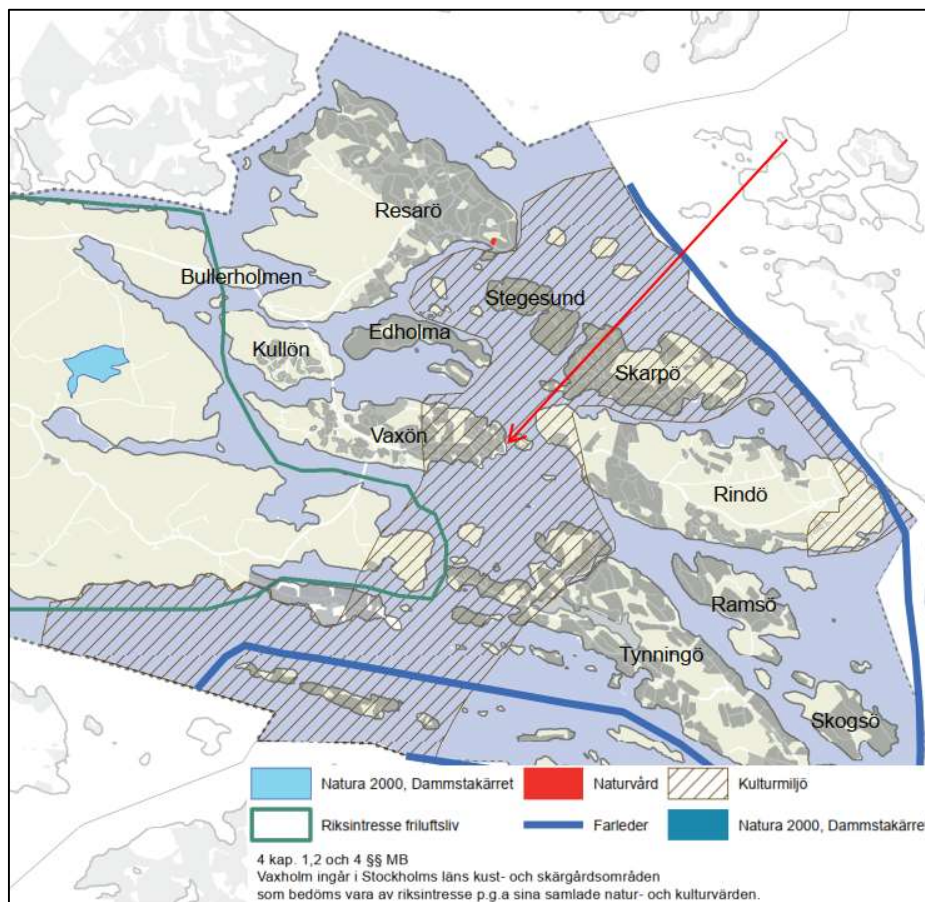 Resarö
Bullerholmen
Stegesund
Edholma
Kullön
Skarpö
Vaxön
Rindö
Ramsö
Tynningö
Skogsö
Natura 2000, Dammstakärret
Naturvård
Kulturmiljö
Riksintresse friluftsliv
Farleder
Natura 2000, Dammstakärret
4 kap. 1,2 och 4 §§ MB
Vaxholm ingår i Stockholms läns kust- och skärgårdsområden
som bedöms vara av riksintresse p.g.a sina samlade natur- och kulturvärden.